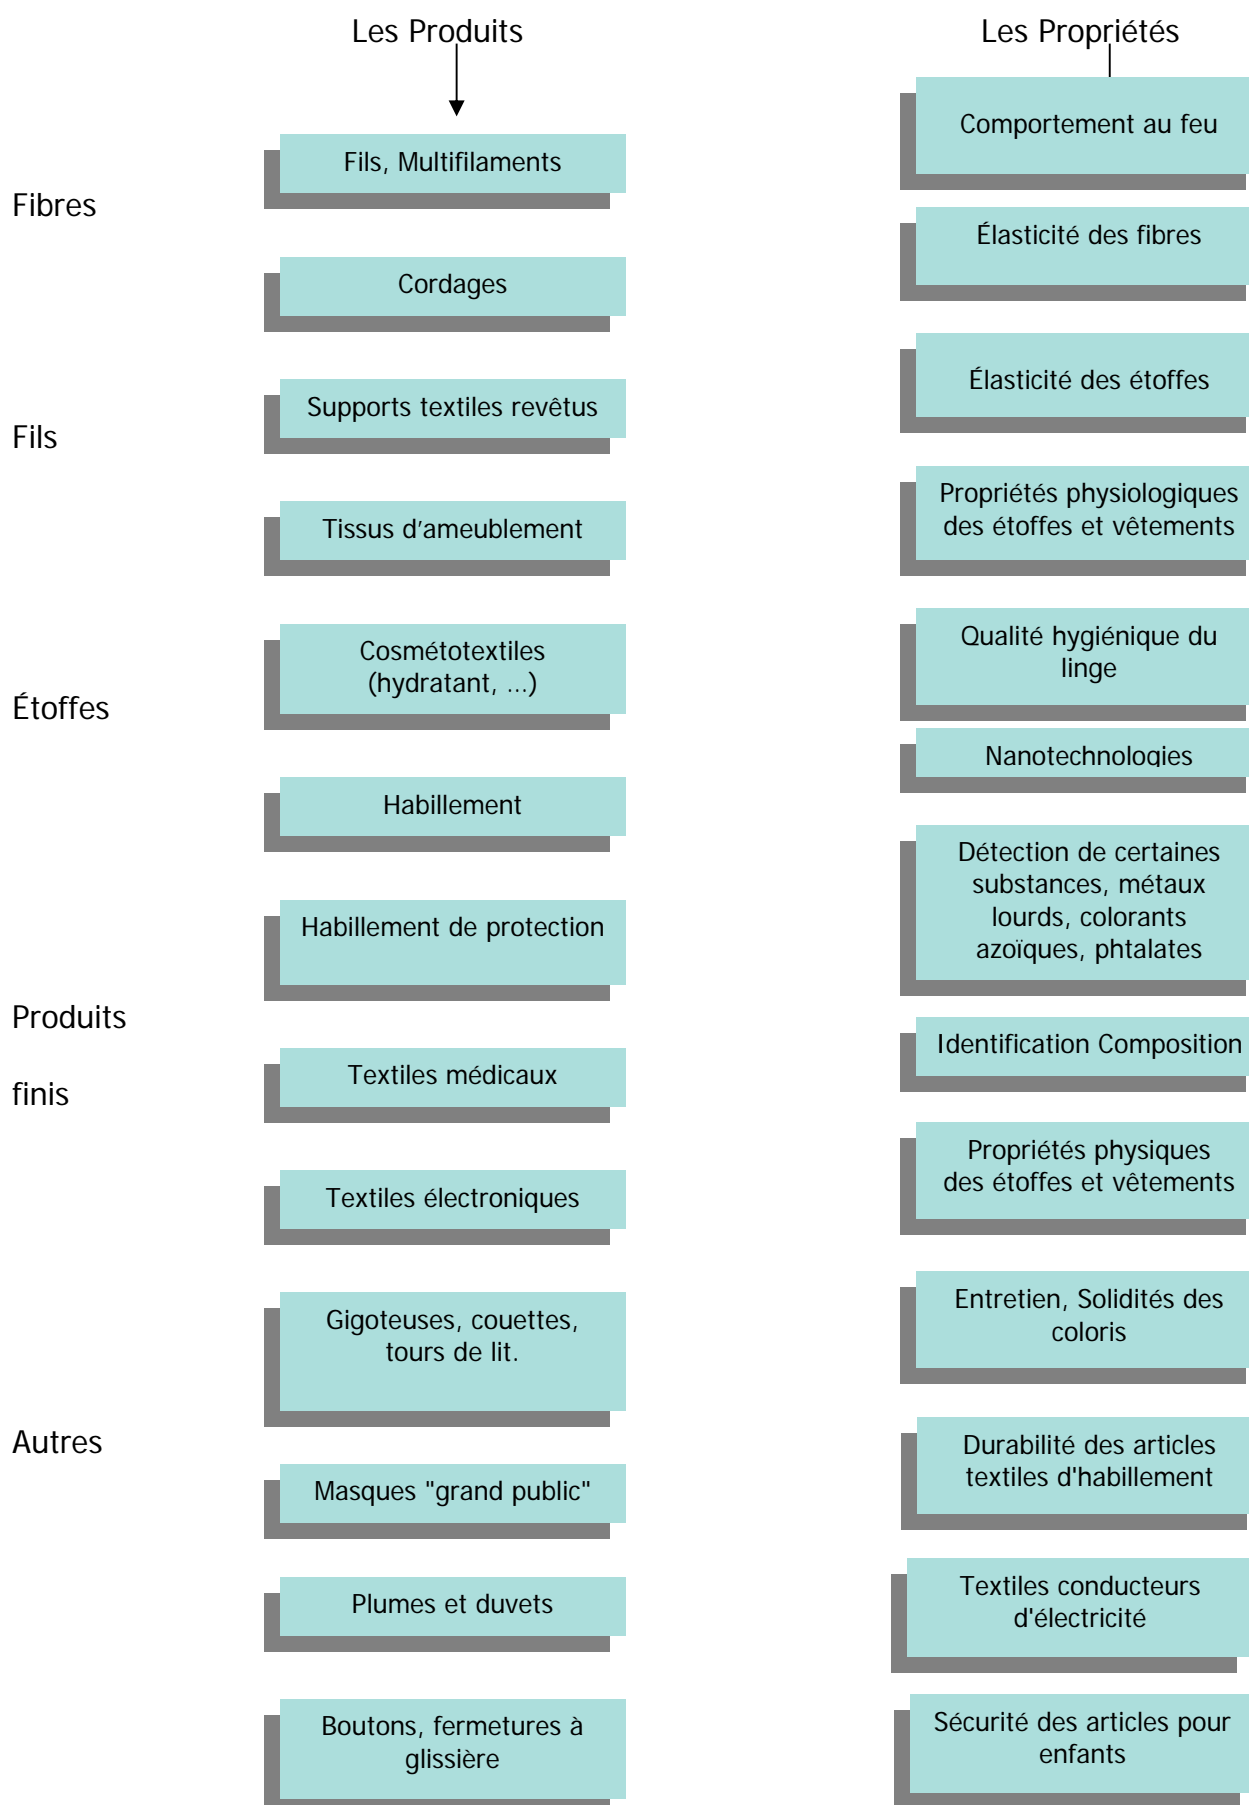 Les Produits
Fibres
Fils
Étoffes
Produits
finis
Autres
Fils, Multifilaments
Cordages
Supports textiles revêtus
Tissus d’ameublement
Cosmétotextiles
(hydratant, ...)
Habillement
Habillement de protection
Textiles médicaux
Textiles électroniques
Gigoteuses, couettes,
tours de lit.
Masques "grand public"
Plumes et duvets
Boutons, fermetures à
glissière
Les Propriétés
Comportement au feu
Élasticité des fibres
Élasticité des étoffes
Propriétés physiologiques
des étoffes et vêtements
Qualité hygiénique du
linge
Nanotechnologies
Détection de certaines
substances, métaux
lourds, colorants
azoïques, phtalates
Identification Composition
Propriétés physiques
des étoffes et vêtements
Entretien, Solidités des
coloris
Durabilité des articles
textiles d'habillement
Textiles conducteurs
d'électricité
Sécurité des articles pour
enfants